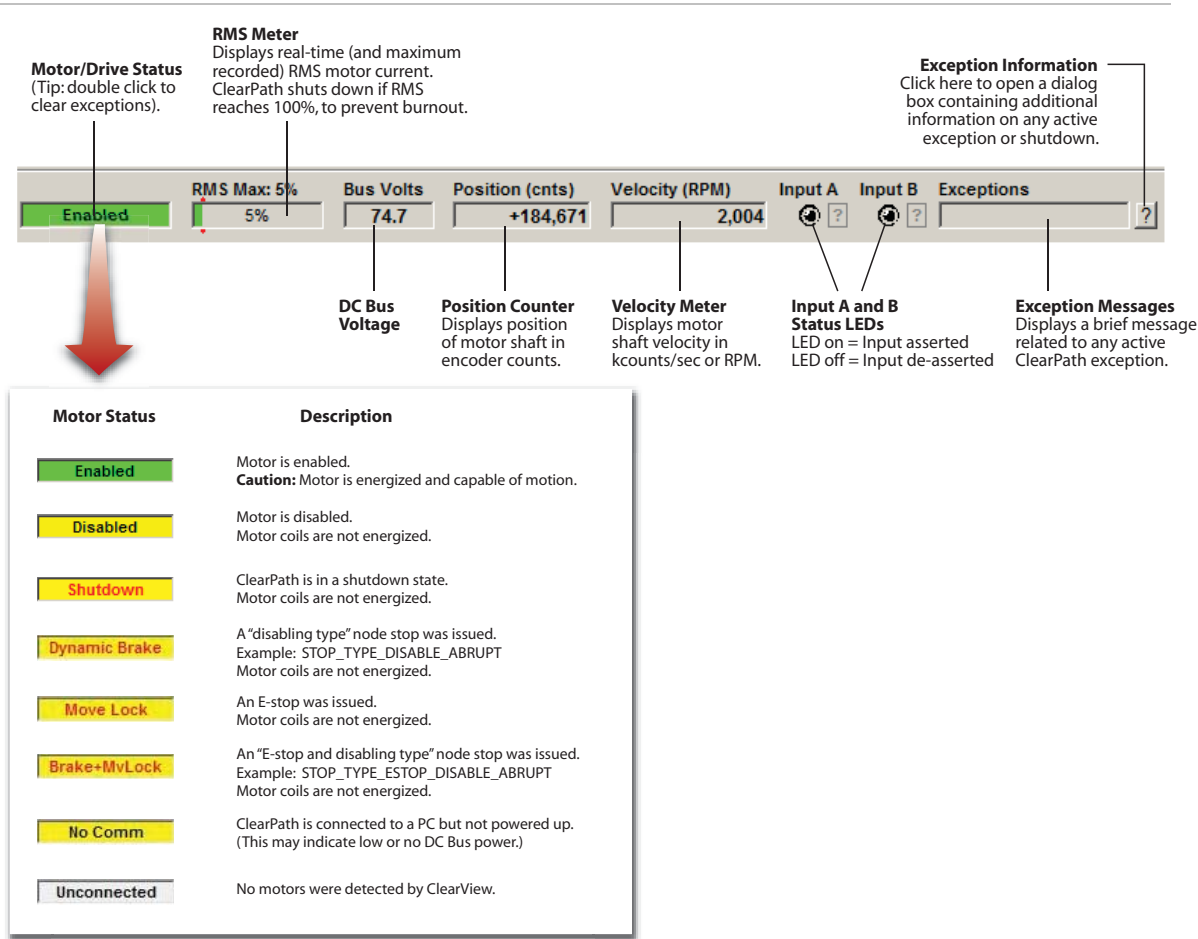 RMS Meter
Displays real-time (and maximum
recorded) RMS motor current.
ClearPath shuts down if RMS
reaches 100%, to prevent burnout.
Motor/Drive Status
(Tip: double click to
clear exceptions).
Exception Information
Click here to open a dialog
box containing additional
information on any active
exception or shutdown.
RMS Max: 5% Bus Volts Position (cnts) Velocity (RPM) Input A Input B Exceptions
Enabled 5% 74.7 +184,671 2,004 ? ? ?
DC Bus
Voltage
Position Counter
Displays position
of motor shaft in
encoder counts.
Velocity Meter
Displays motor
shaft velocity in
kcounts/sec or RPM.
Input A and B
Status LEDs
LED on = Input asserted
LED off = Input de-asserted
Exception Messages
Displays a brief message
related to any active
ClearPath exception.
Motor Status Description
Enabled
Motor is enabled.
Caution: Motor is energized and capable of motion.
Disabled
Motor is disabled.
Motor coils are not energized.
Shutdown
ClearPath is in a shutdown state.
Motor coils are not energized.
Dynamic Brake
A "disabling type" node stop was issued.
Example: STOP_TYPE_DISABLE_ABRUPT
Motor coils are not energized.
Move Lock
An E-stop was issued.
Motor coils are not energized.
Brake+MvLock
An "E-stop and disabling type" node stop was issued.
Example: STOP_TYPE_ESTOP_DISABLE_ABRUPT
Motor coils are not energized.
No Comm
ClearPath is connected to a PC but not powered up.
(This may indicate low or no DC Bus power.)
Unconnected
No motors were detected by ClearView.